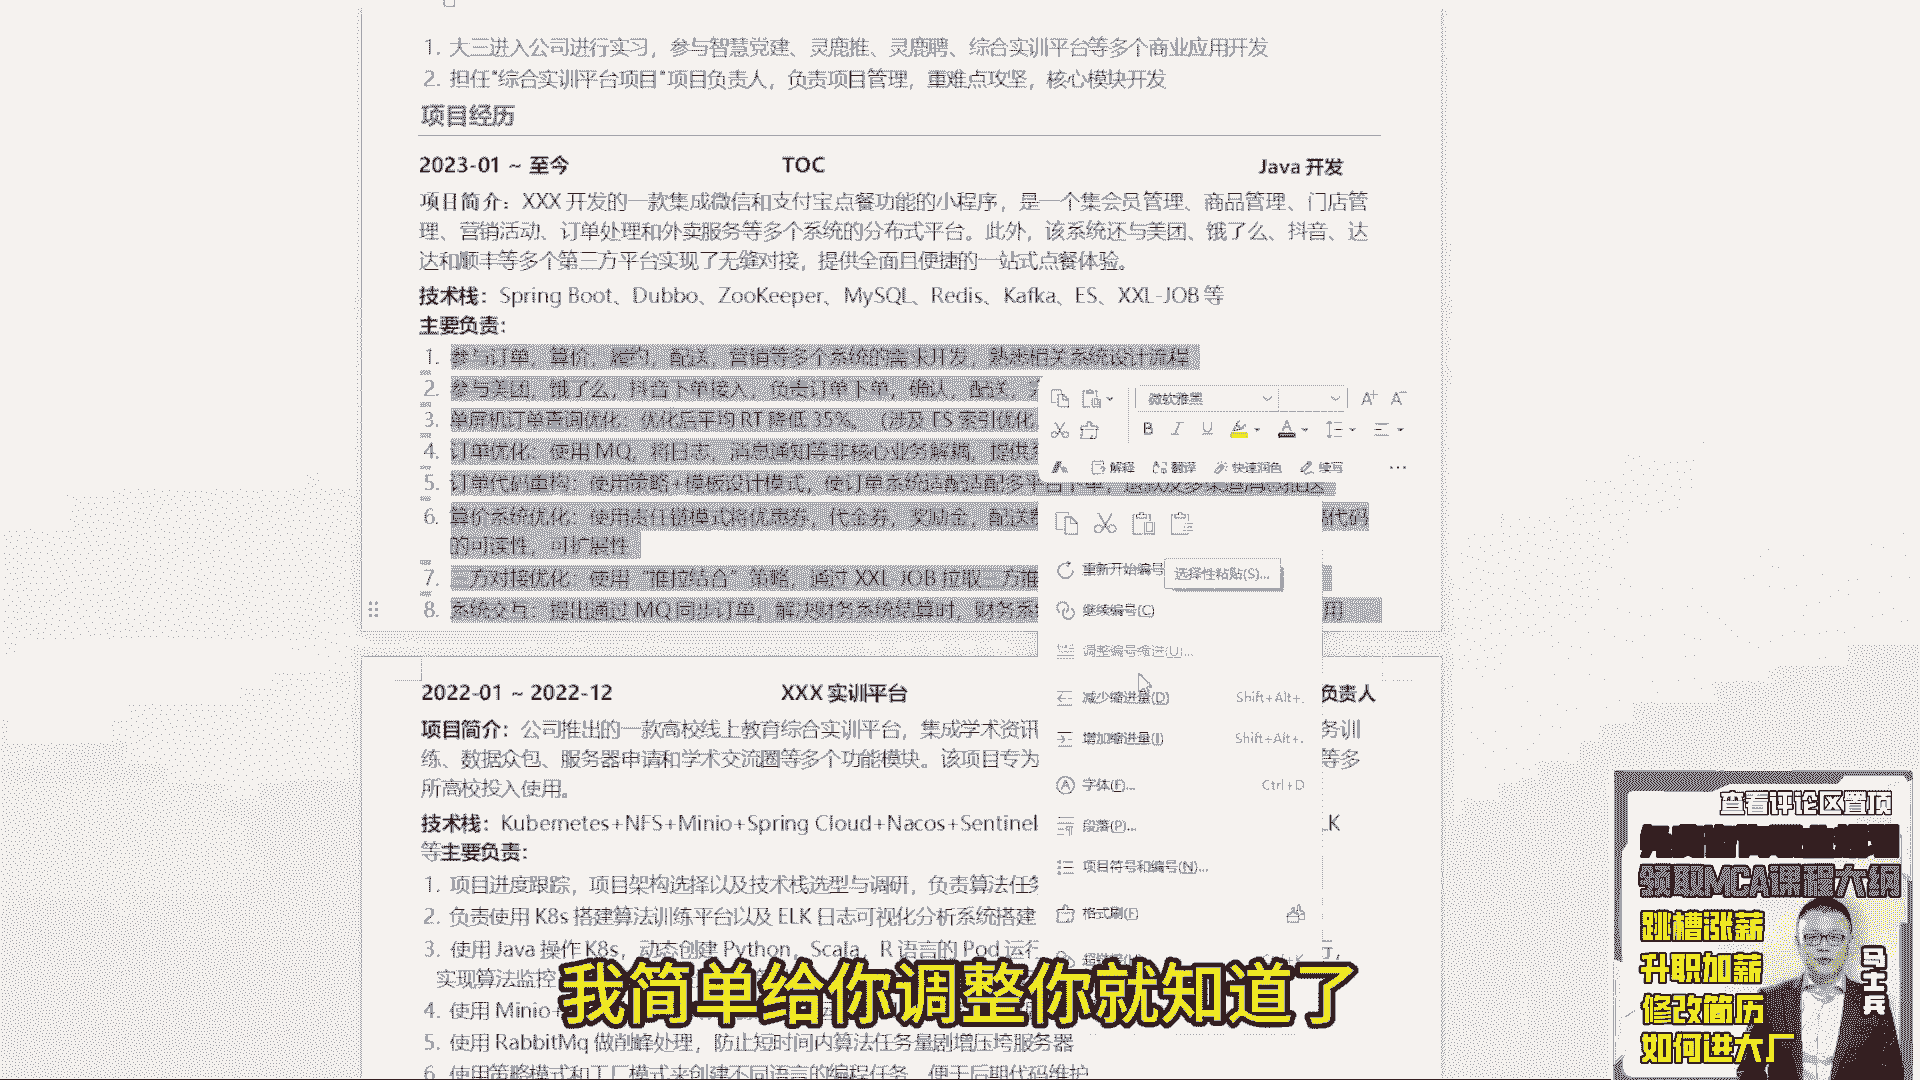 1. 大三进入公司进行实习，参与智慧党建、灵鹿推、灵鹿聘、综合实训平台等多个商业应用开发
2. 担任“综合实训平台项目”项目负责人，负责项目管理，重难点攻坚，核心模块开发
项目经历
2023-01 ~ 至今 TOC Java 开发
项目简介：XXX 开发的一款集成微信和支付宝点餐功能的小程序，是一个集会员管理、商品管理、门店管
理、营销活动、订单处理和外卖服务等多个系统的分布式平台。此外，该系统还与美团、饿了么、抖音、达
达和顺丰等多个第三方平台实现了无缝对接，提供全面且便捷的一站式点餐体验。
技术栈：Spring Boot、Dubbo、ZooKeeper、MySQL、Redis、Kafka、ES、XXL-JOB 等
主要负责：
1. 参与订单，算价，履约，配送，营销等多个系统的需求开发，熟悉相关系统设计流程
2. 参与美团，饿了么，抖音下单接入，负责订单下单，确认，配送，
3. 单屏机订单查询优化：优化后平均 RT 降低 35%。（涉及 ES 索引优化
4. 订单优化：使用 MQ，将日志，消息通知等非核心业务解耦，提供
5. 订单代码重构：使用策略+模板设计模式，使订单系统适配适配多平台下单，退款及多渠道消息推送
6. 算价系统优化：使用责任链模式将优惠券，代金券，奖励金，配送 代码
的可读性，可扩展性
7. 三方对接优化：使用“推拉结合”策略，通过 XXL-JOB 拉取三方推
8. 系统交互：提出通过 MQ 同步订单，解决财务系统结算时，财务系 用
微软雅黑
B I U A
解释 翻译 快速润色 续写 ...
重新开始编号
选择性粘贴(S)...
继续编号(C)
调整编号缩进(U)...
减少缩进量(D) Shift+Alt+.
增加缩进量(I) Shift+Alt+.
字体(F)... Ctrl+D
段落(P)...
项目符号和编号(N)...
格式刷(F)
2022-01 ~ 2022-12 XXX 实训平台 负责人
项目简介：公司推出的一款高校线上教育综合实训平台，集成学术资讯 务训
练、数据众包、服务器申请和学术交流圈等多个功能模块。该项目专为 等多
所高校投入使用。
技术栈：Kubernetes+NFS+Minio+Spring Cloud+Nacos+Sentinel LK
等主要负责：
1. 项目进度跟踪，项目架构选择以及技术栈选型与调研，负责算法任务
2. 负责使用 K8s 搭建算法训练平台以及 ELK 日志可视化分析系统搭建
3. 使用 Java 操作 K8s，动态创建 Python，Scala，R 语言的 Pod 运行
实现算法监控
4. 使用 Minio
5. 使用 RabbitMq 做削峰处理，防止短时间内算法任务量剧增压垮服务器
6. 使用策略模式和工厂模式来创建不同语言的编程任务，便于后期代码维护
我简单给你调整你就知道了
查看评论区置顶
领取MCA课程大纲
跳槽涨薪
升职加薪
修改简历
如何进大厂
马士兵